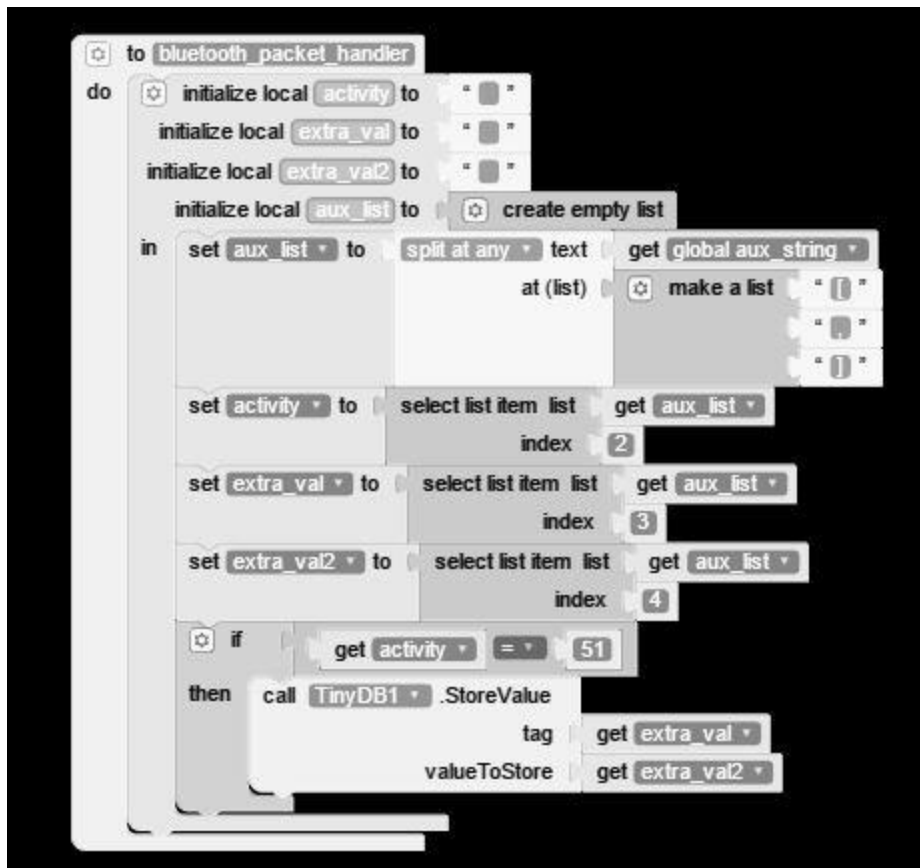 to bluetooth_packet_handler
do initialize local activity to " "
initialize local extra_val to " "
initialize local extra_val2 to " "
initialize local aux_list to create empty list
in set aux_list to split at any text get global aux_string
at (list) make a list " [ "
" , "
" ] "
set activity to select list item list get aux_list
index 2
set extra_val to select list item list get aux_list
index 3
set extra_val2 to select list item list get aux_list
index 4
if get activity = 51
then call TinyDB1 .StoreValue
tag get extra_val
valueToStore get extra_val2